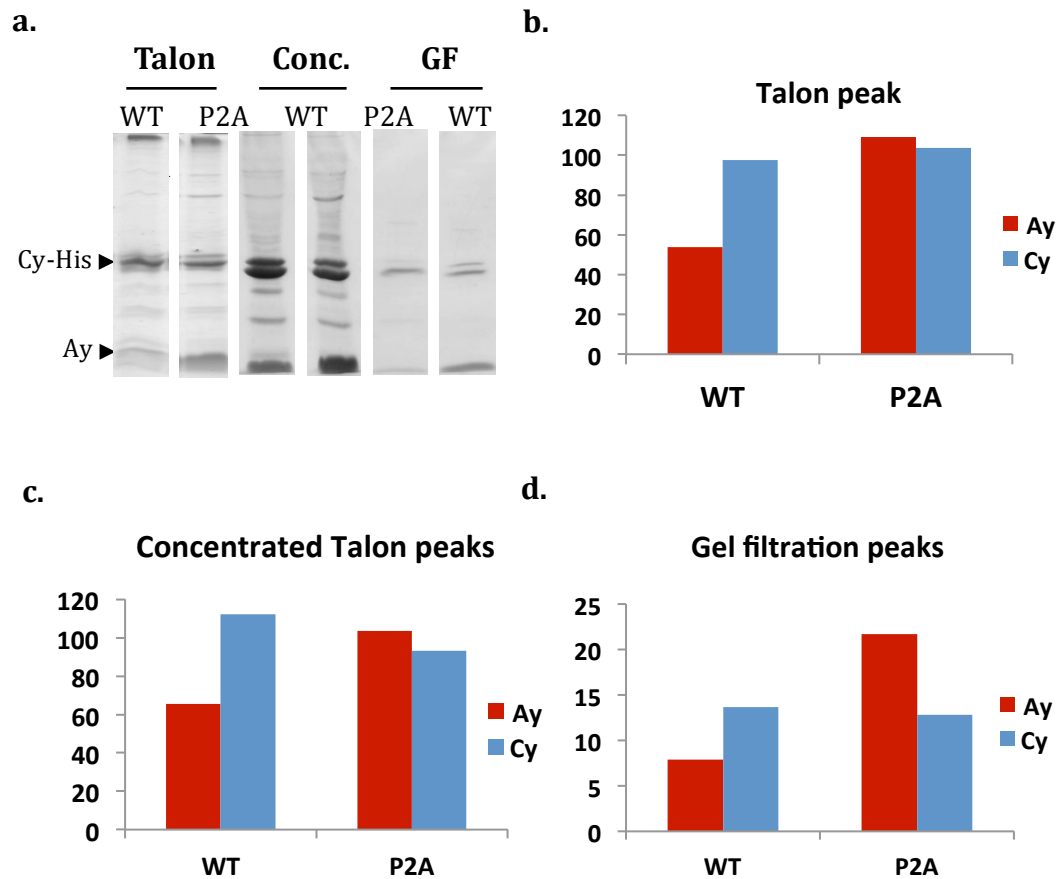 a.
Talon Conc. GF
WT P2A WT P2A WT
Cy-His
Ay
b.
Talon peak
120
100
80
60
40
20
0
WT P2A
Ay
Cy
c.
Concentrated Talon peaks
120
100
80
60
40
20
0
WT P2A
Ay
Cy
d.
Gel filtration peaks
25
20
15
10
5
0
WT P2A
Ay
Cy